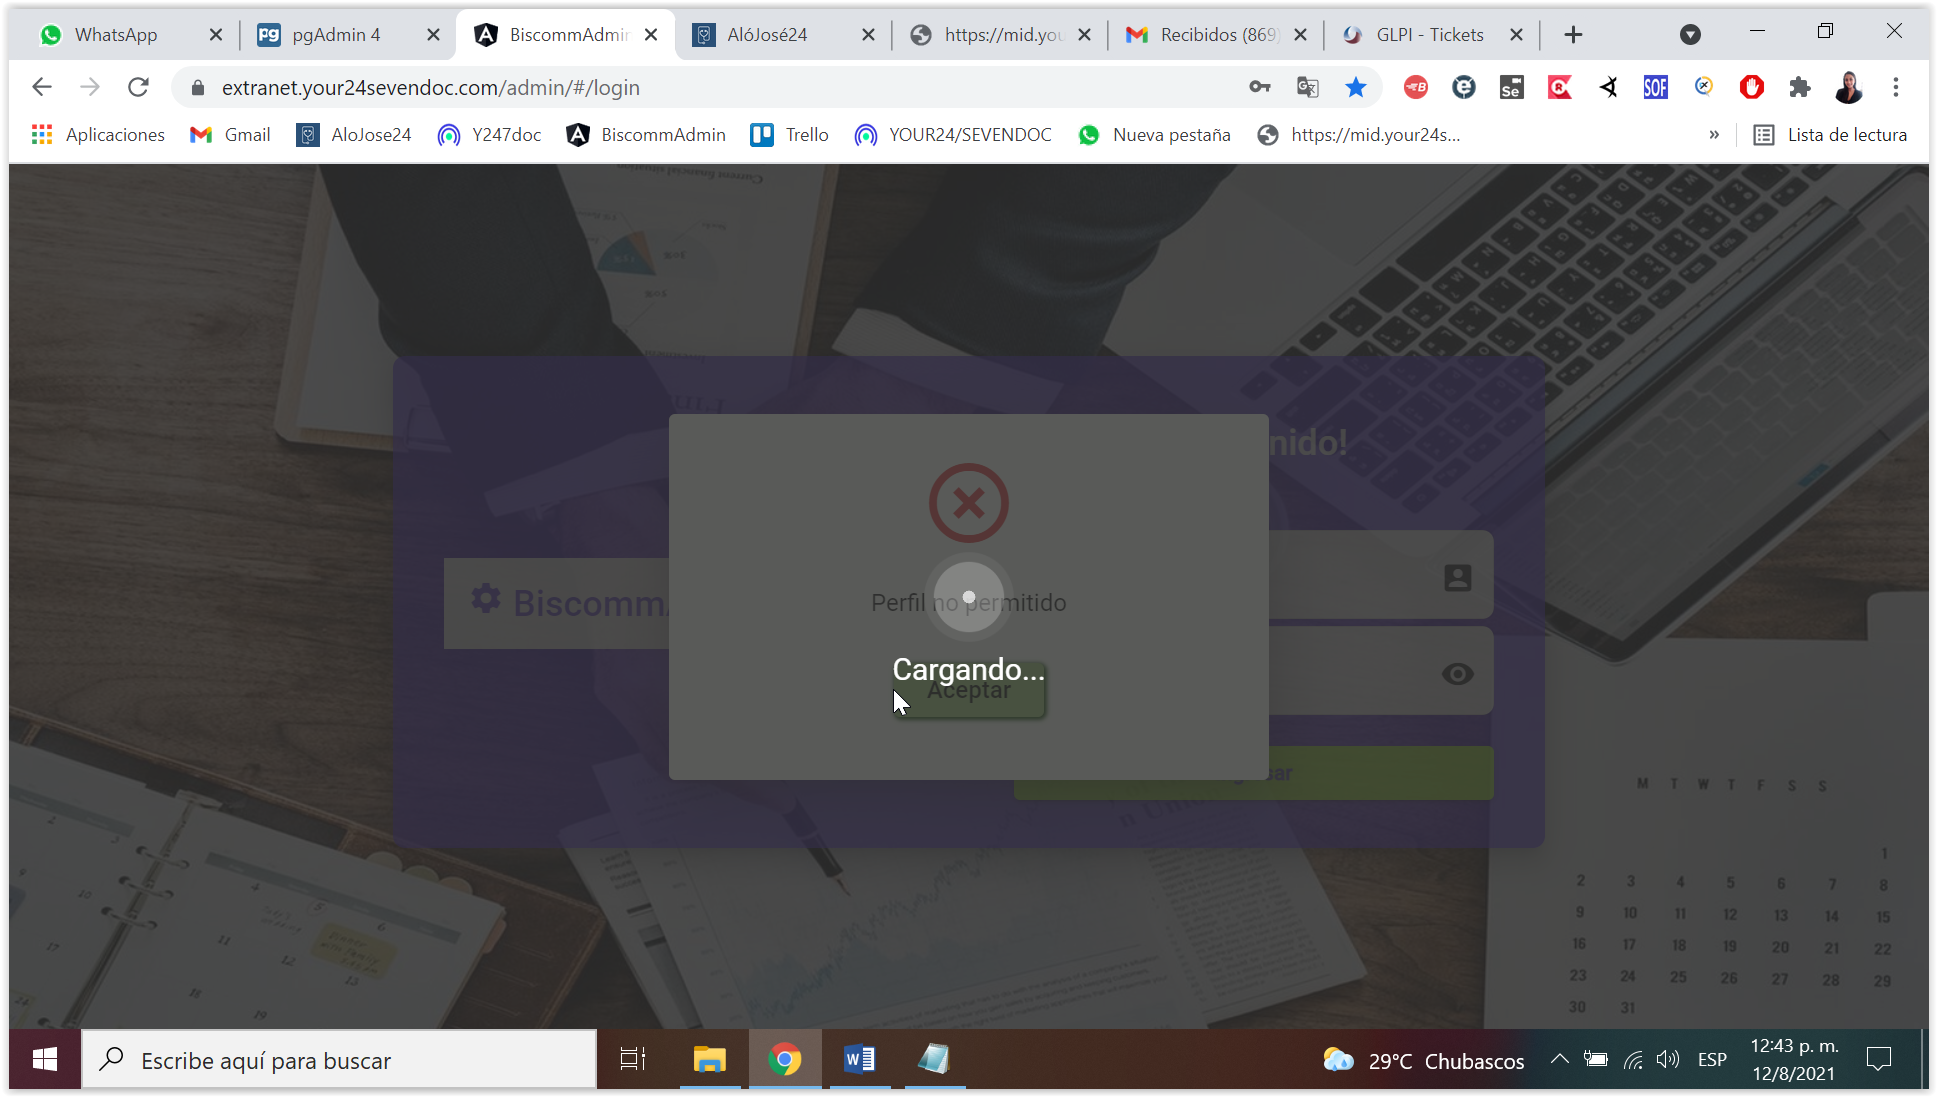 WhatsApp
pgAdmin 4
BiscommAdmin
AlóJosé24
https://mid.you
Recibidos (869)
GLPI - Tickets
extranet.your24sevendoc.com/admin/#/login
Aplicaciones
Gmail
AloJose24
Y247doc
BiscommAdmin
Trello
YOUR24/SEVENDOC
Nueva pestaña
https://mid.your24s...
»
Lista de lectura
nido!
BiscommA
Perfil no permitido
Cargando...
Aceptar
sar
M T W T F S S
1
2 3 4 5 6 7 8
9 10 11 12 13 14 15
16 17 18 19 20 21 22
23 24 25 26 27 28 29
30 31
Escribe aquí para buscar
29°C Chubascos
ESP
12:43 p. m.
12/8/2021